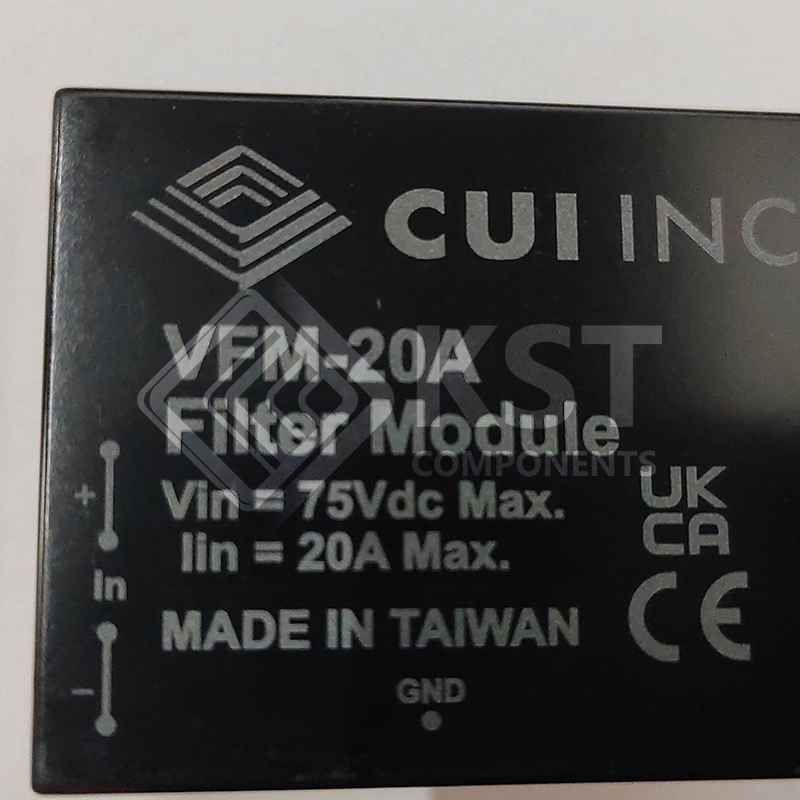 CUI INC
VFM-20A
KST
Filter Module
COMPONENTS
Vin = 75Vdc Max.
Iin = 20A Max.
UK
CA
+
In
−
MADE IN TAIWAN
CE
GND